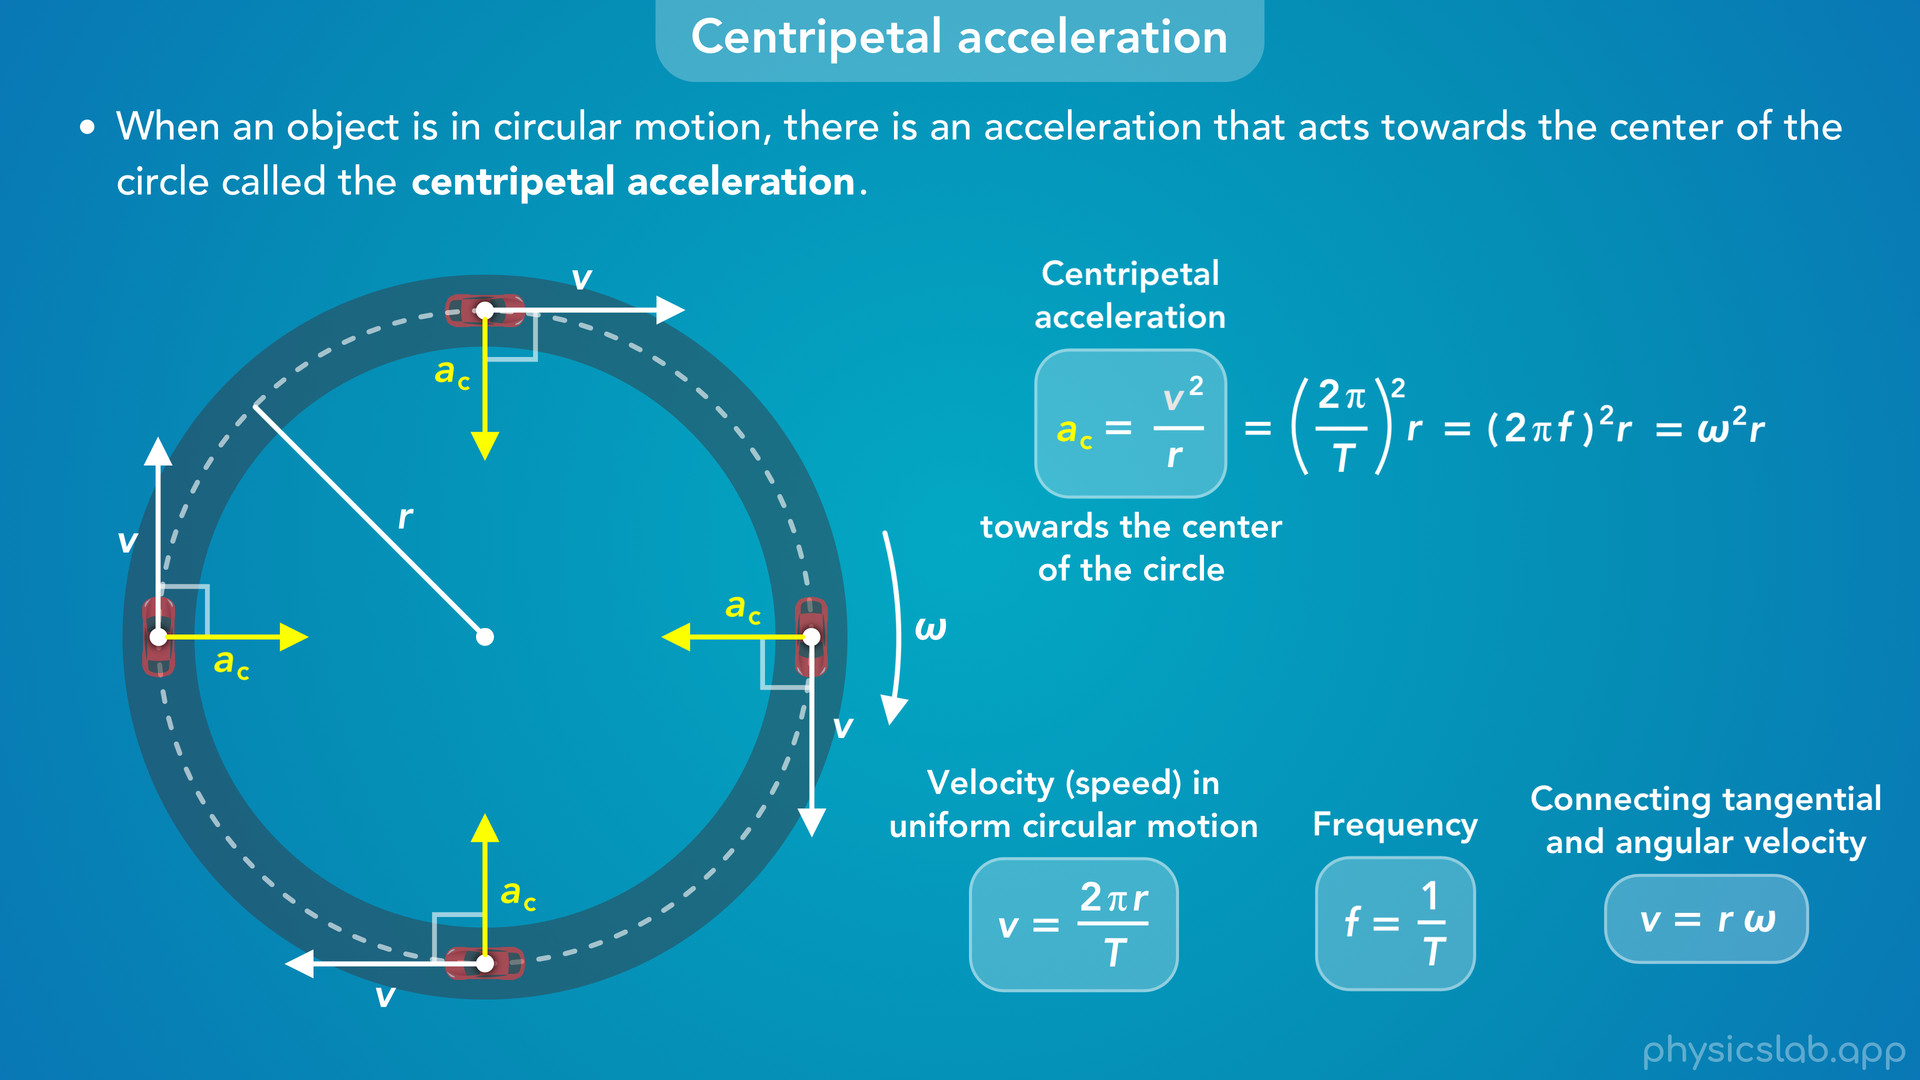 Centripetal acceleration
• When an object is in circular motion, there is an acceleration that acts towards the center of the
circle called the centripetal acceleration.
v
a_c
r
v
a_c
a_c
v
ω
a_c
v
Centripetal
acceleration
a_c = v²/r = (2π/T)² r = (2πf)² r = ω²r
towards the center
of the circle
Velocity (speed) in
uniform circular motion
v = 2πr/T
Frequency
f = 1/T
Connecting tangential
and angular velocity
v = r ω
physicslab.app